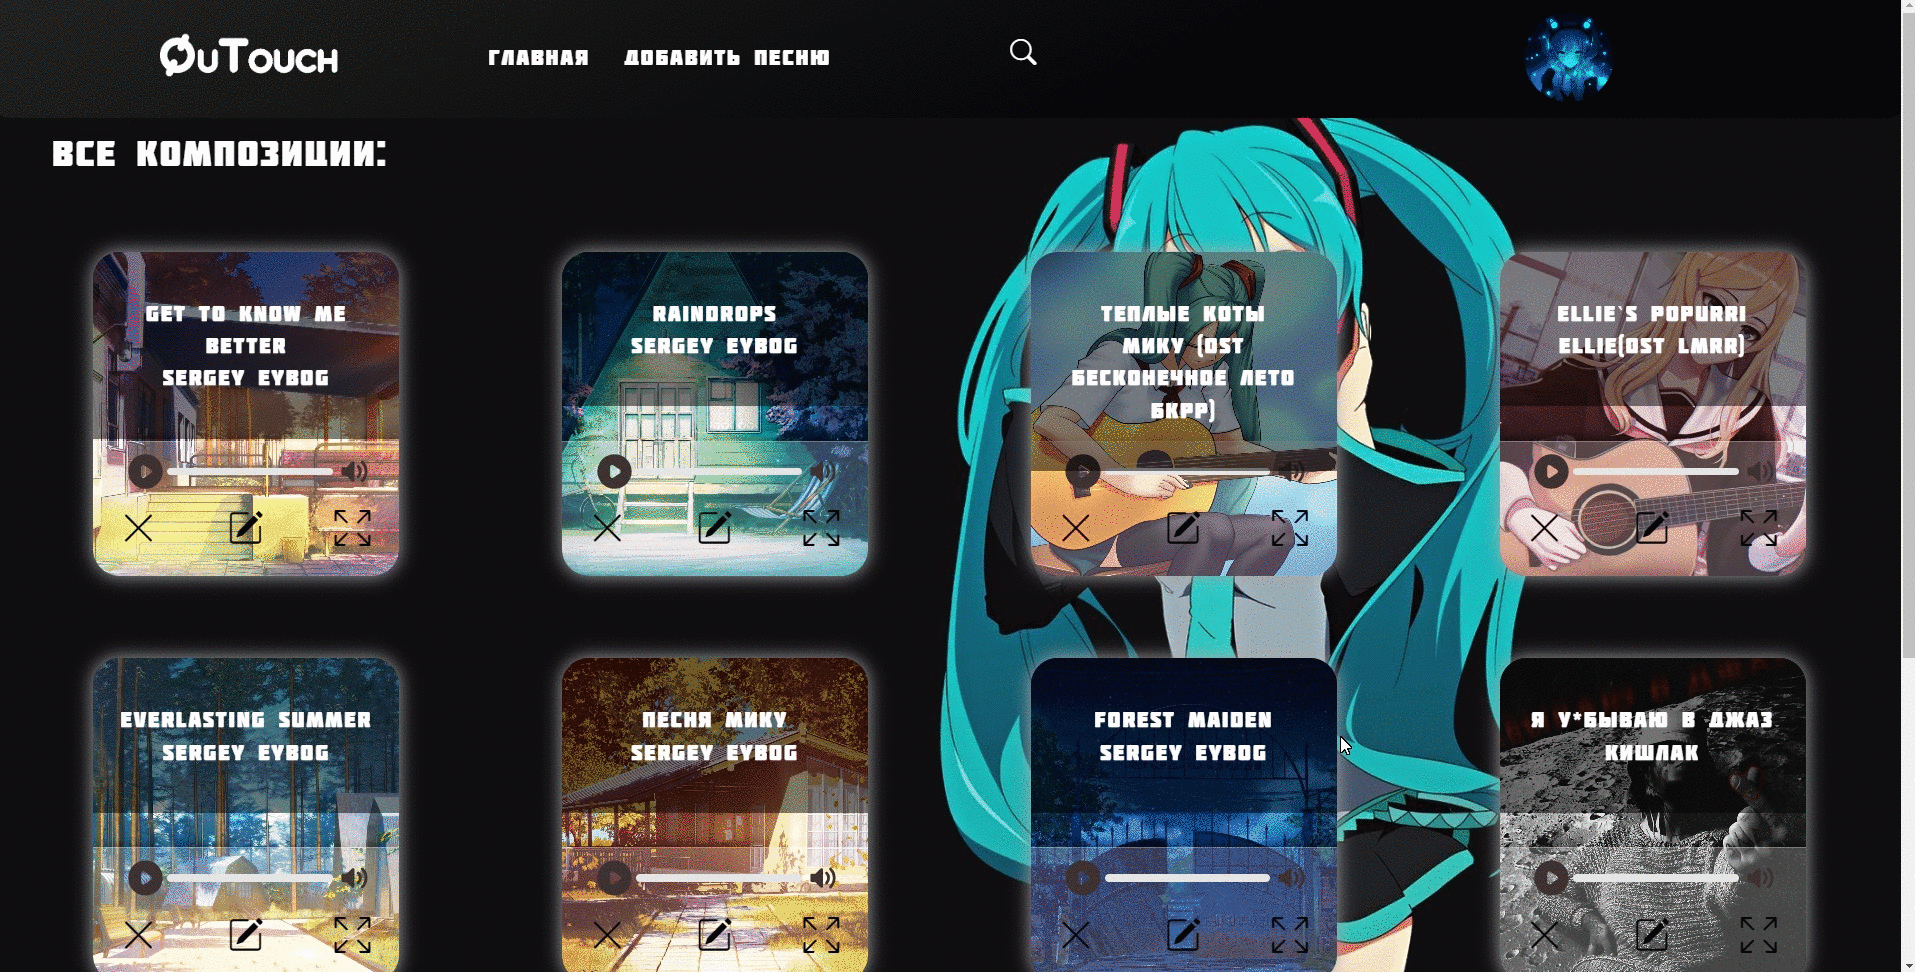 OuTouch
ГЛАВНАЯ ДОБАВИТЬ ПЕСНЮ
ВСЕ КОМПОЗИЦИИ:
GET TO KNOW ME
BETTER
SERGEY EYBOG
RAINDROPS
SERGEY EYBOG
ТЕПЛЫЕ КОТЫ
МИКУ (OST
БЕСКОНЕЧНОЕ ЛЕТО
БКРР)
ELLIE`S POPURRI
ELLIE(OST LMRR)
EVERLASTING SUMMER
SERGEY EYBOG
ПЕСНЯ МИКУ
SERGEY EYBOG
FOREST MAIDEN
SERGEY EYBOG
Я У*БЫВАЮ В ДЖАЗ
КИШЛАК